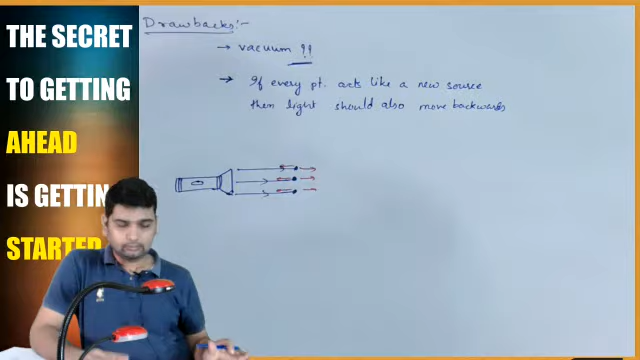 THE SECRET
TO GETTING
AHEAD
IS GETTIN
STARTED
Drawbacks:-
→ vacuum ??
→ If every pt. acts like a new source
then light should also move backwards